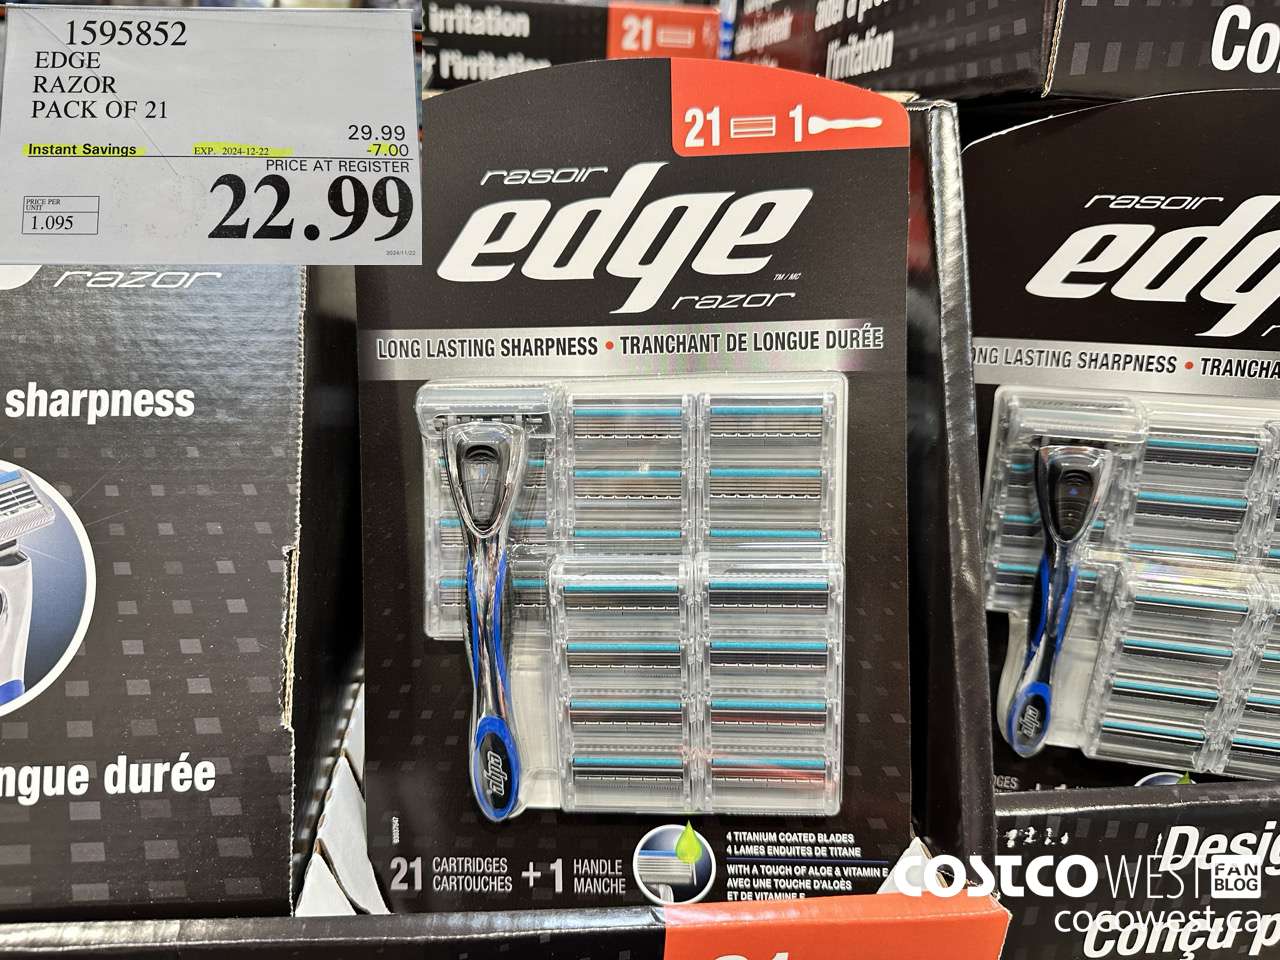 1595852
EDGE
RAZOR
PACK OF 21
29.99
Instant Savings EXP. 2024-12-22 -7.00
PRICE AT REGISTER
22.99
PRICE PER
UNIT
1.095
2024/11/22
irritation
l'irritation
21
l'irritation
Co
razor
sharpness
ngue durée
21 1
rasoir
edge
TM / MC
razor
LONG LASTING SHARPNESS • TRANCHANT DE LONGUE DURÉE
edge
21 CARTRIDGES
CARTOUCHES
+1 HANDLE
MANCHE
4 TITANIUM COATED BLADES
4 LAMES ENDUITES DE TITANE
WITH A TOUCH OF ALOE & VITAMIN E
AVEC UNE TOUCHE D'ALOÈS
ET DE VITAMINE E
rasoir
edg
ONG LASTING SHARPNESS • TRANCHA
edge
Desig
Conçu p
COSTCO WEST FAN BLOG
cocowest.ca